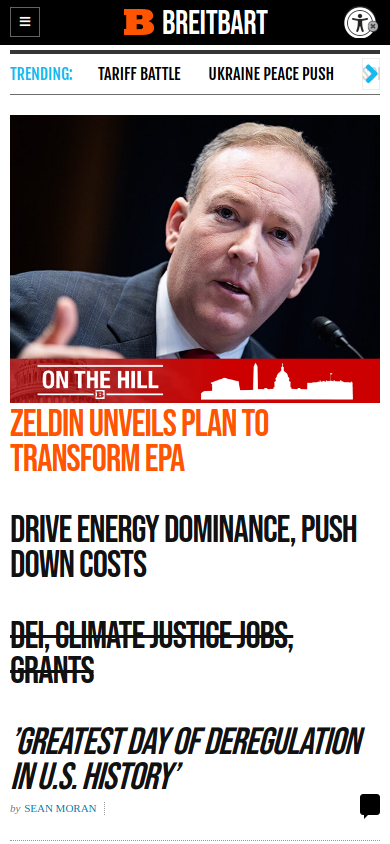 BREITBART
TRENDING: TARIFF BATTLE UKRAINE PEACE PUSH
ON THE HILL
ZELDIN UNVEILS PLAN TO
TRANSFORM EPA
DRIVE ENERGY DOMINANCE, PUSH
DOWN COSTS
DEI, CLIMATE JUSTICE JOBS,
GRANTS
'GREATEST DAY OF DEREGULATION
IN U.S. HISTORY'
by SEAN MORAN